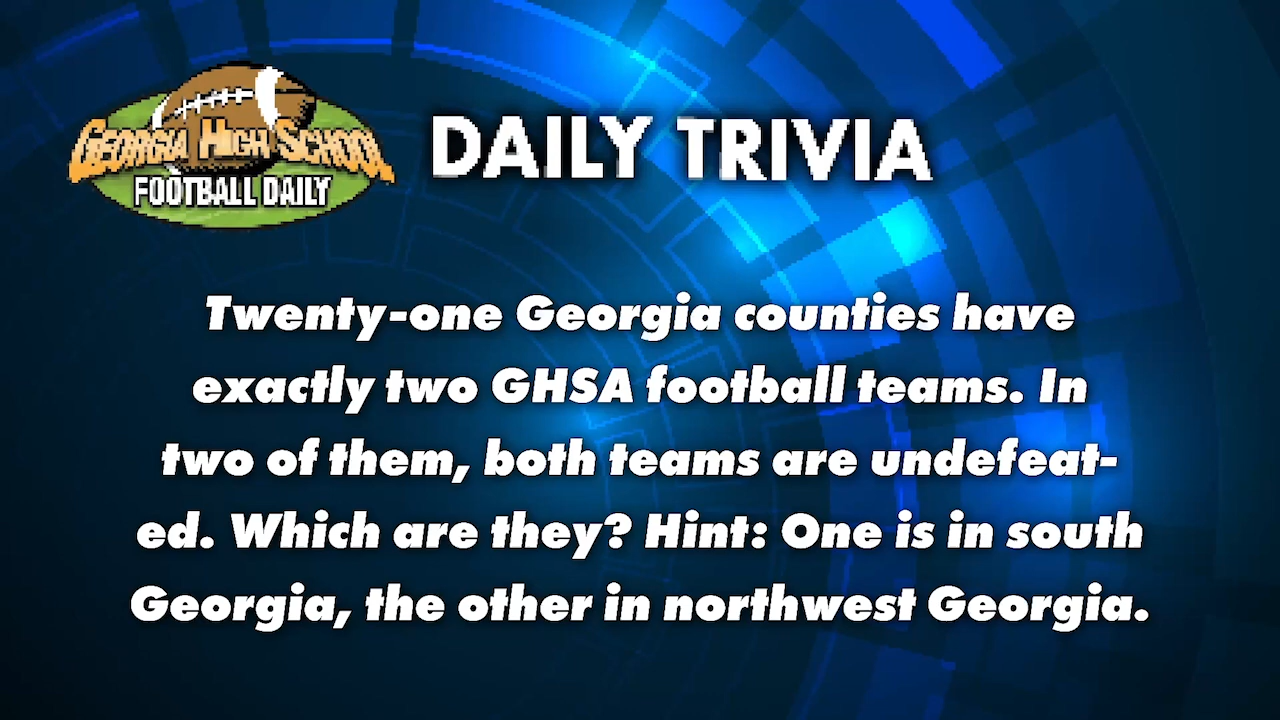 GEORGIA HIGH SCHOOL
FOOTBALL DAILY
DAILY TRIVIA
Twenty-one Georgia counties have
exactly two GHSA football teams. In
two of them, both teams are undefeat-
ed. Which are they? Hint: One is in south
Georgia, the other in northwest Georgia.